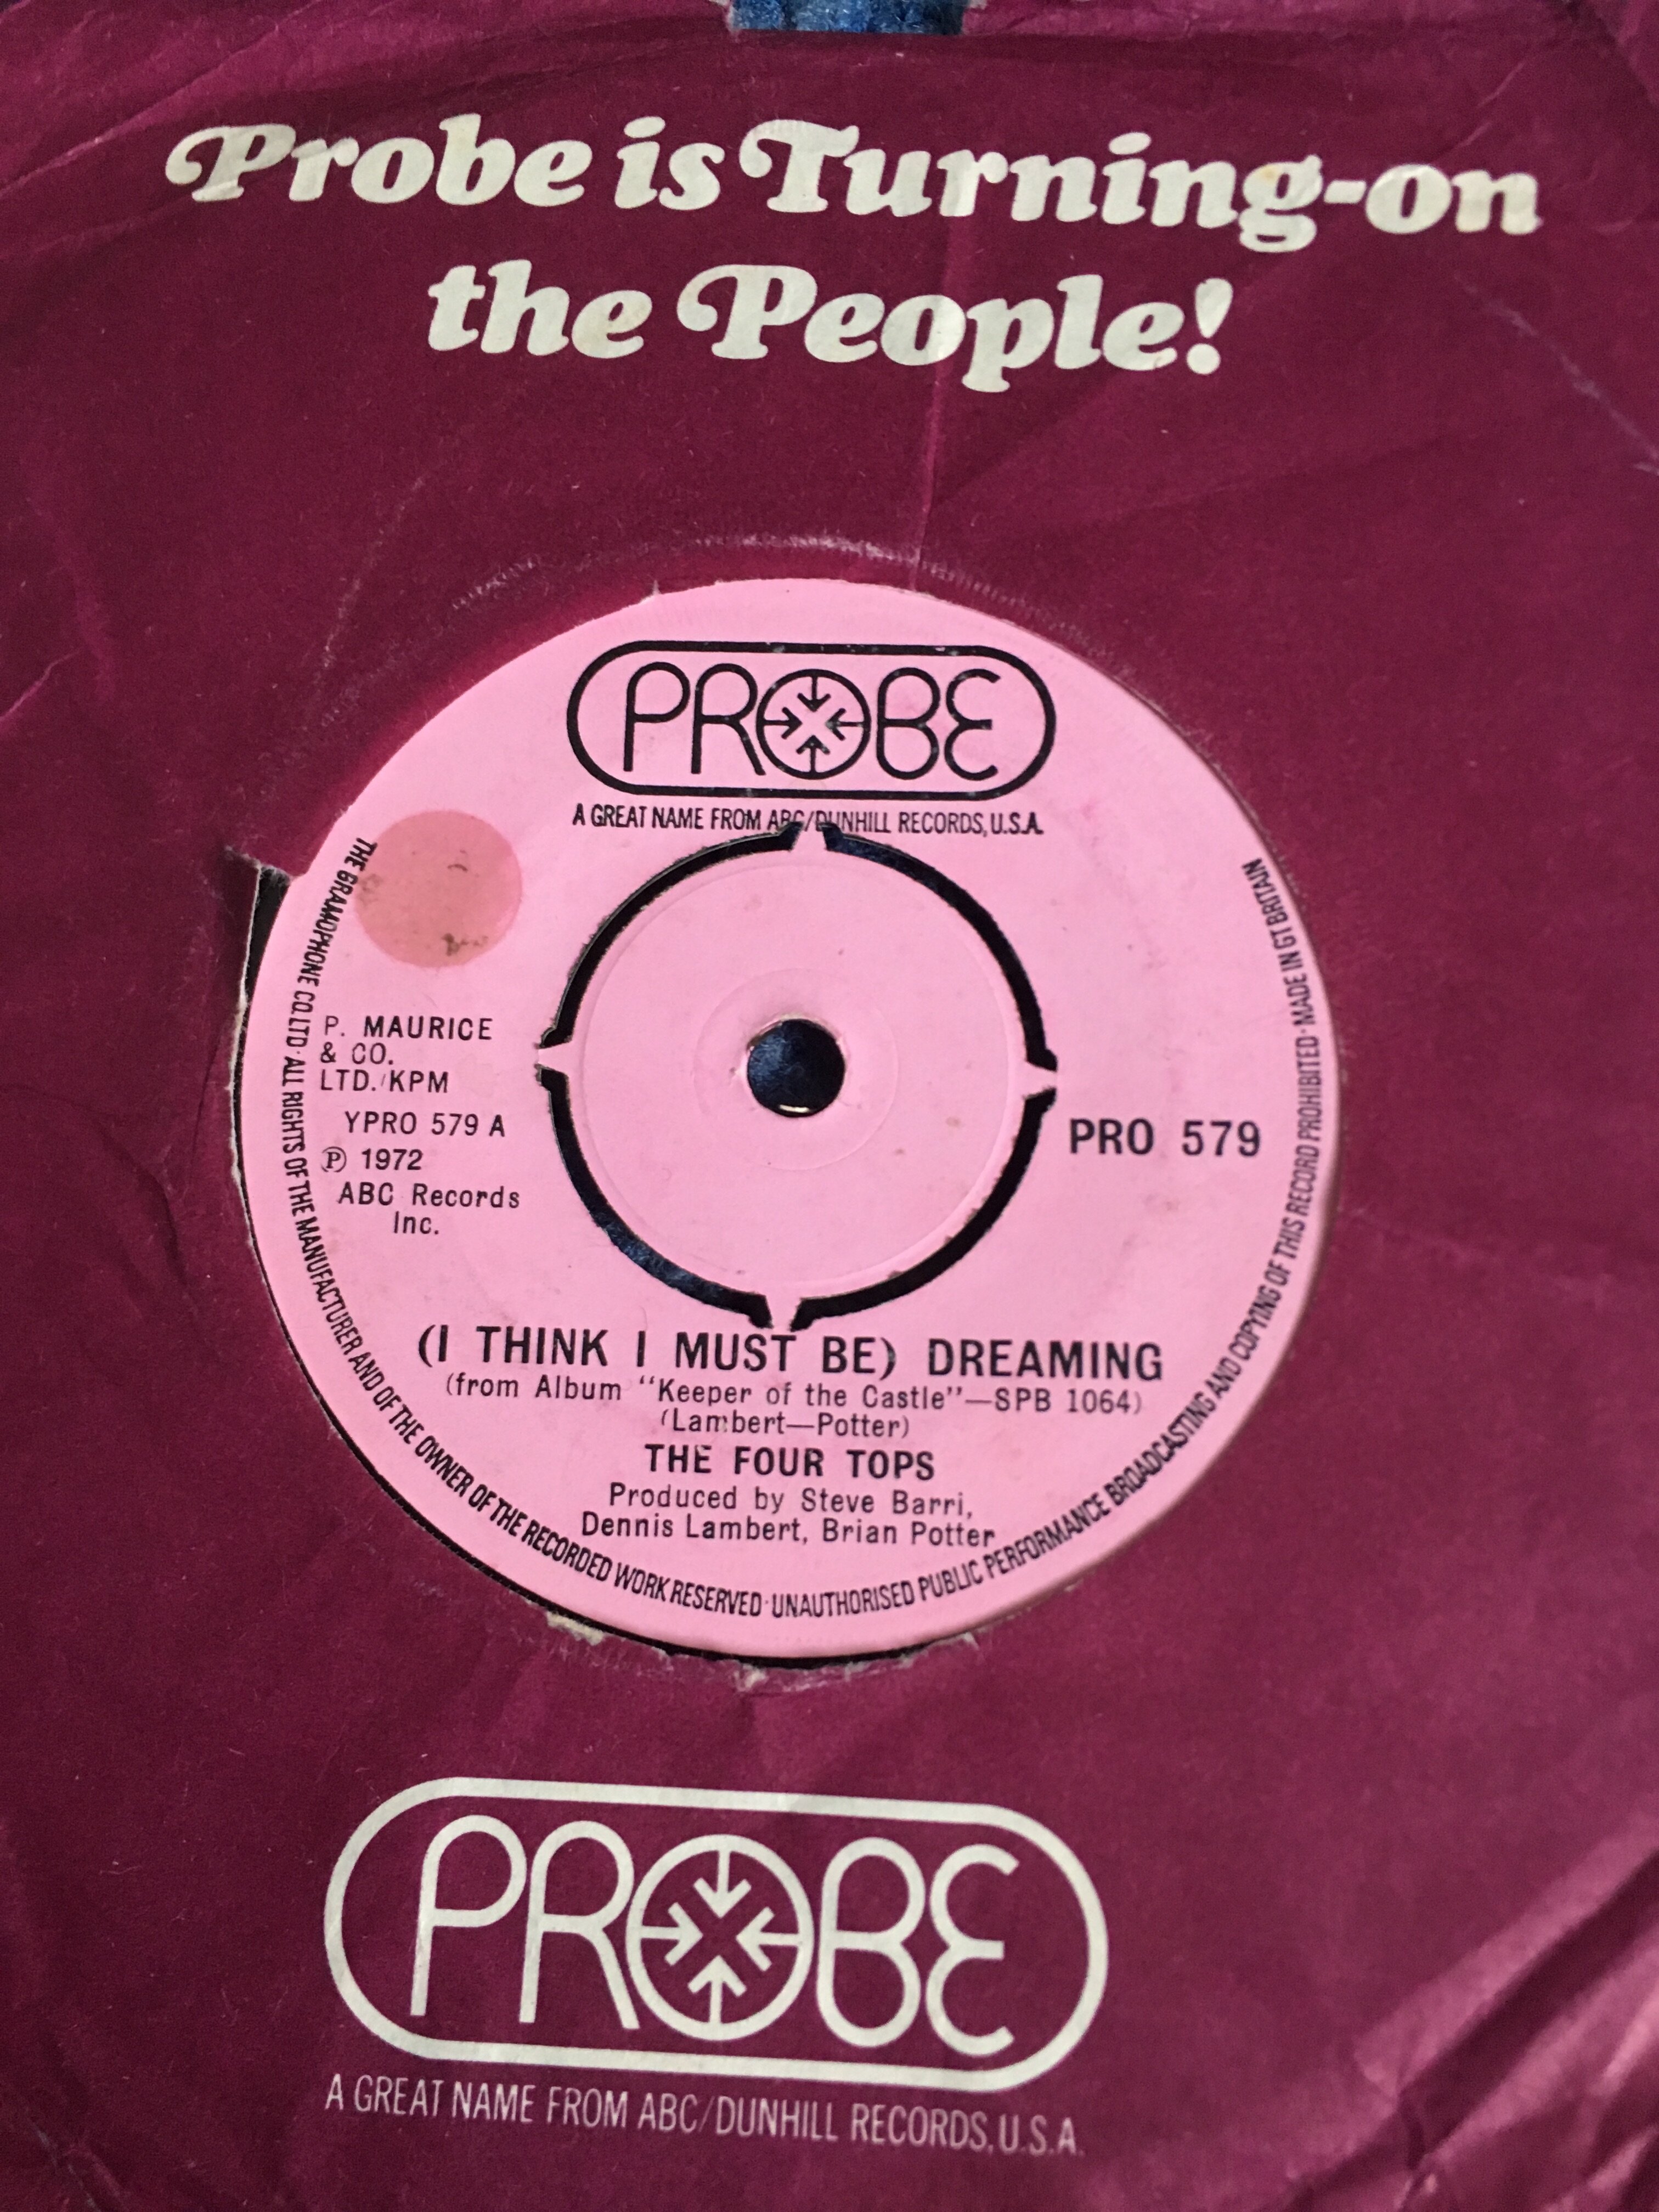 Probe is Turning-on
the People!
PROBE
A GREAT NAME FROM ABC/DUNHILL RECORDS, U.S.A.
THE GRAMOPHONE CO. LTD · ALL RIGHTS OF THE MANUFACTURER AND OF THE OWNER OF THE RECORDED WORK RESERVED · UNAUTHORISED PUBLIC PERFORMANCE BROADCASTING AND COPYING OF THIS RECORD PROHIBITED · MADE IN GT BRITAIN
P. MAURICE
& CO.
LTD./KPM
YPRO 579 A
℗ 1972
ABC Records
Inc.
PRO 579
(I THINK I MUST BE) DREAMING
(from Album "Keeper of the Castle"—SPB 1064)
(Lambert—Potter)
THE FOUR TOPS
Produced by Steve Barri,
Dennis Lambert, Brian Potter
PROBE
A GREAT NAME FROM ABC/DUNHILL RECORDS, U.S.A.